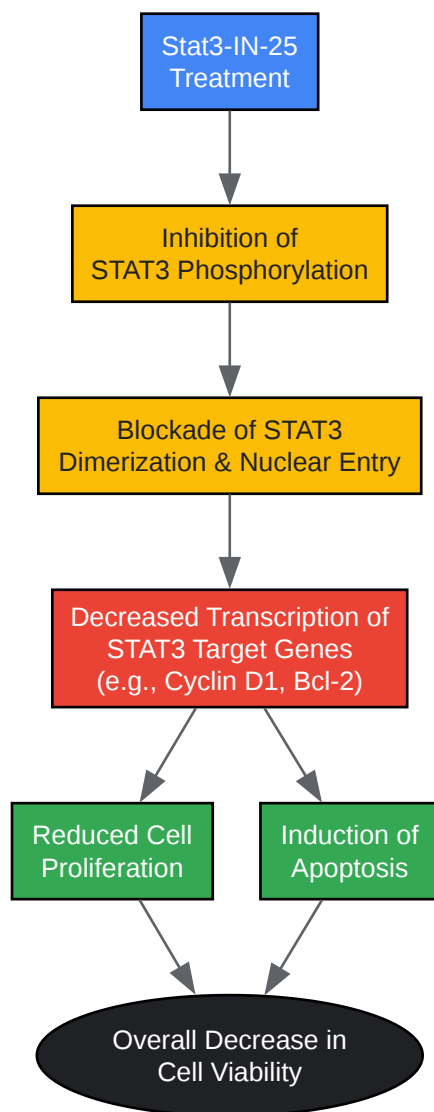 Stat3-IN-25
Treatment
Inhibition of
STAT3 Phosphorylation
Blockade of STAT3
Dimerization & Nuclear Entry
Decreased Transcription of
STAT3 Target Genes
(e.g., Cyclin D1, Bcl-2)
Reduced Cell
Proliferation
Induction of
Apoptosis
Overall Decrease in
Cell Viability